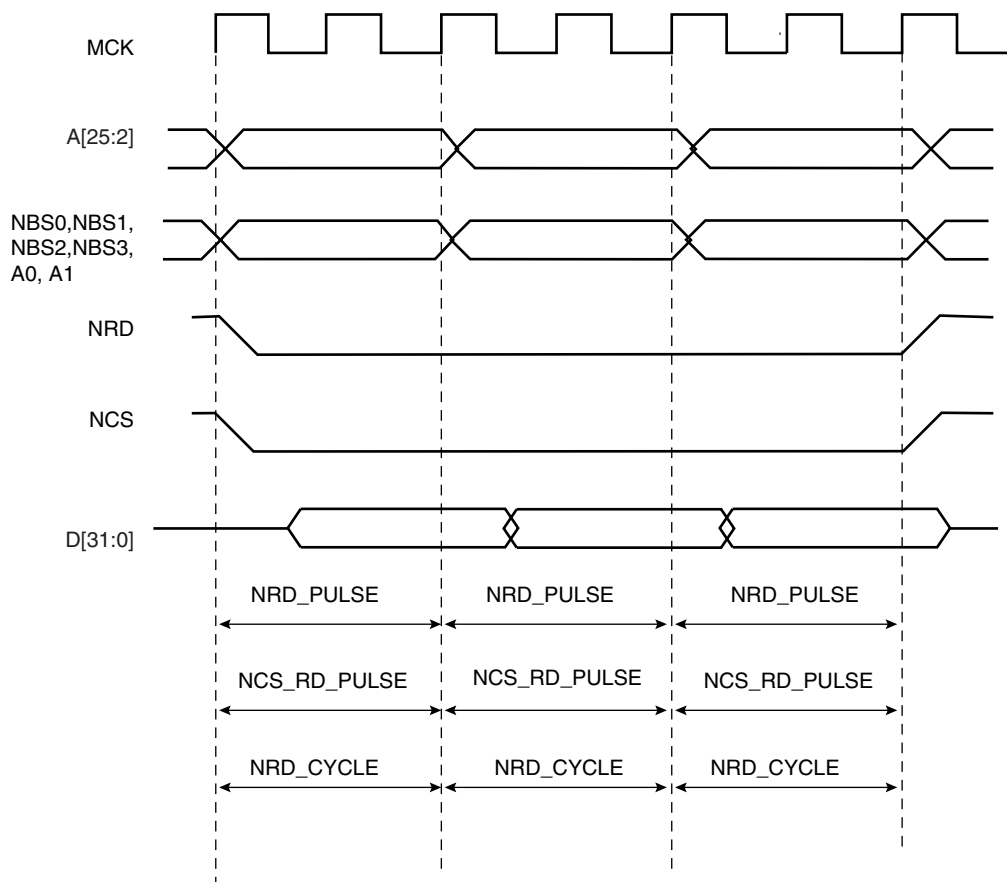 MCK
A[25:2]
NBS0,NBS1,
NBS2,NBS3,
A0, A1
NRD
NCS
D[31:0]
NRD_PULSE NRD_PULSE NRD_PULSE
NCS_RD_PULSE NCS_RD_PULSE NCS_RD_PULSE
NRD_CYCLE NRD_CYCLE NRD_CYCLE